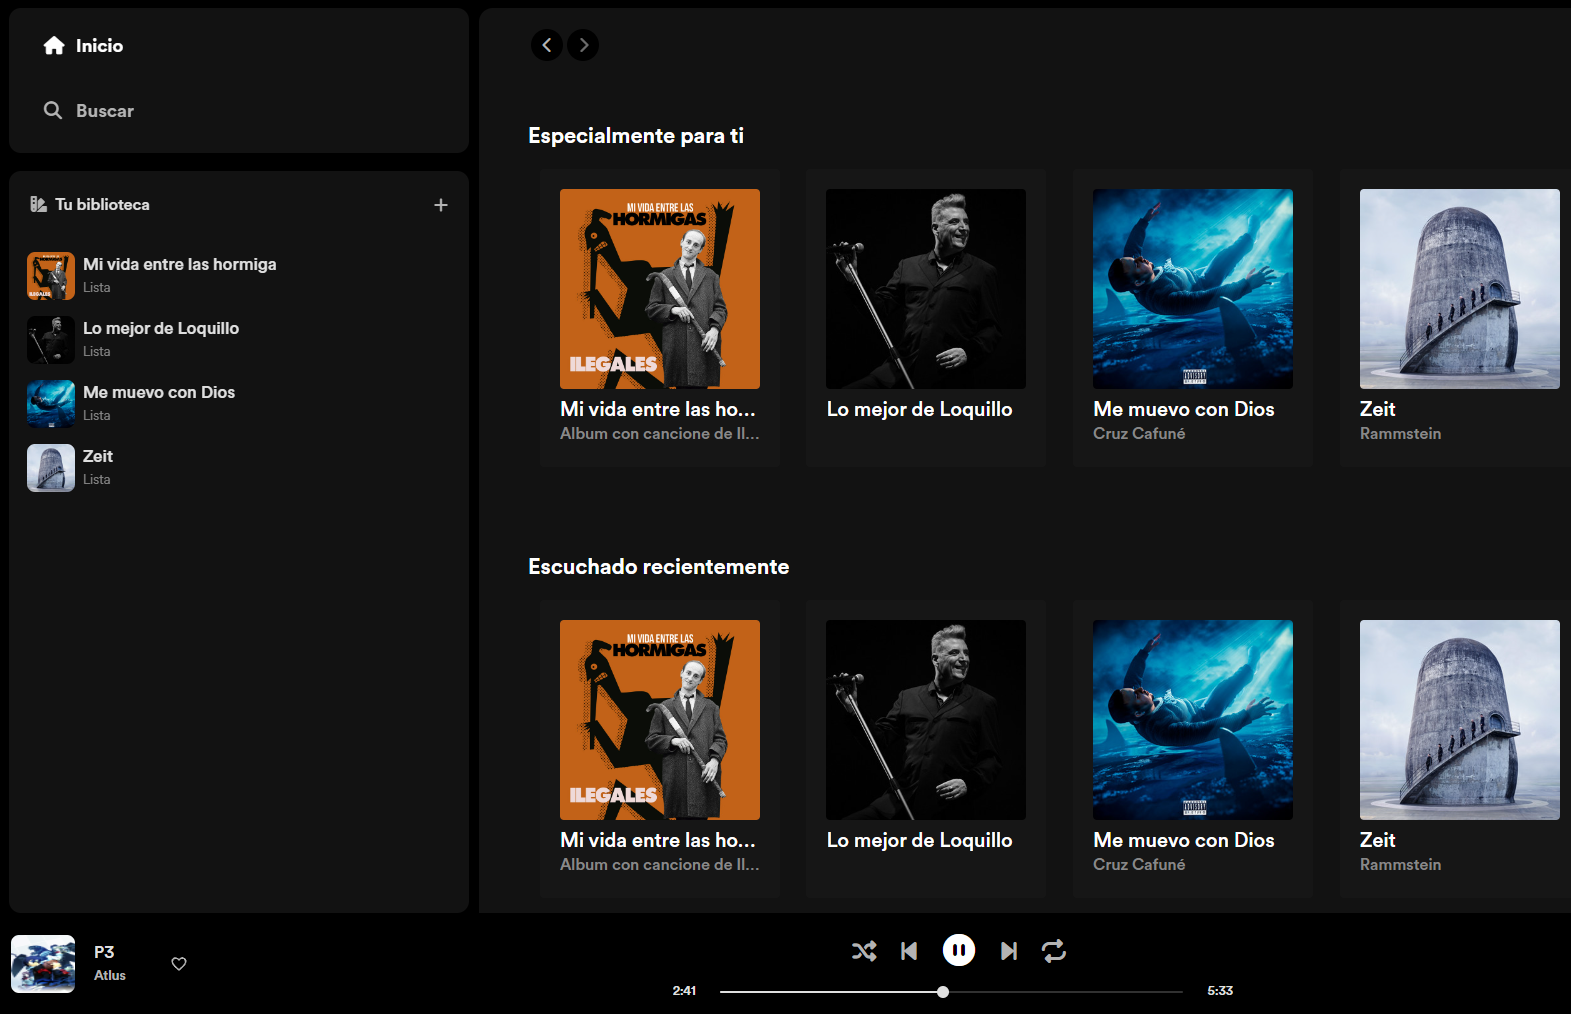 Inicio
Buscar
Tu biblioteca
Mi vida entre las hormiga
Lista
Lo mejor de Loquillo
Lista
Me muevo con Dios
Lista
Zeit
Lista
Especialmente para ti
MI VIDA ENTRE LAS
HORMIGAS
ILEGALES
Mi vida entre las ho...
Album con cancione de Il...
Lo mejor de Loquillo
ADVISORY
Me muevo con Dios
Cruz Cafuné
Zeit
Rammstein
Escuchado recientemente
MI VIDA ENTRE LAS
HORMIGAS
ILEGALES
Mi vida entre las ho...
Album con cancione de Il...
Lo mejor de Loquillo
ADVISORY
Me muevo con Dios
Cruz Cafuné
Zeit
Rammstein
P3
Atlus
2:41
5:33